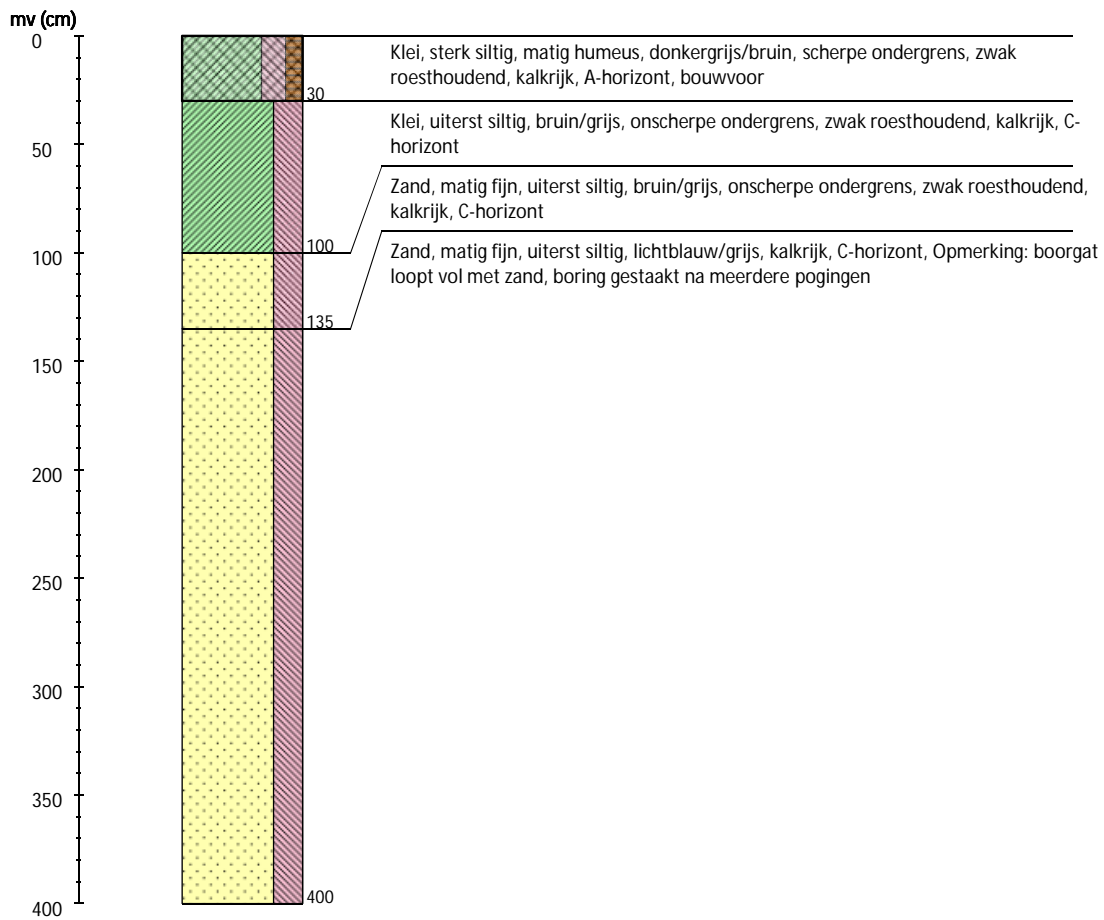 mv (cm)
0
Klei, sterk siltig, matig humeus, donkergrijs/bruin, scherpe ondergrens, zwak
roesthoudend, kalkrijk, A-horizont, bouwvoor
30
Klei, uiterst siltig, bruin/grijs, onscherpe ondergrens, zwak roesthoudend, kalkrijk, C-
horizont
50
Zand, matig fijn, uiterst siltig, bruin/grijs, onscherpe ondergrens, zwak roesthoudend,
kalkrijk, C-horizont
100
100
Zand, matig fijn, uiterst siltig, lichtblauw/grijs, kalkrijk, C-horizont, Opmerking: boorgat
loopt vol met zand, boring gestaakt na meerdere pogingen
135
150
200
250
300
350
400
400